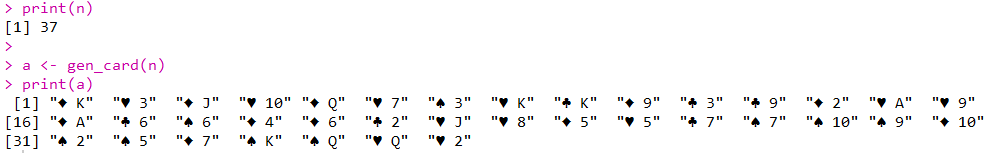 > print(n)
[1] 37
>
> a <- gen_card(n)
> print(a)
[1] "♦ K" "♥ 3" "♦ J" "♥ 10" "♦ Q" "♥ 7" "♠ 3" "♥ K" "♣ K" "♦ 9" "♣ 3" "♣ 9" "♦ 2" "♥ A" "♥ 9"
[16] "♦ A" "♣ 6" "♠ 6" "♦ 4" "♦ 6" "♣ 2" "♥ J" "♥ 8" "♦ 5" "♥ 5" "♣ 7" "♠ 7" "♠ 10" "♠ 9" "♦ 10"
[31] "♠ 2" "♠ 5" "♦ 7" "♠ K" "♠ Q" "♥ Q" "♥ 2"